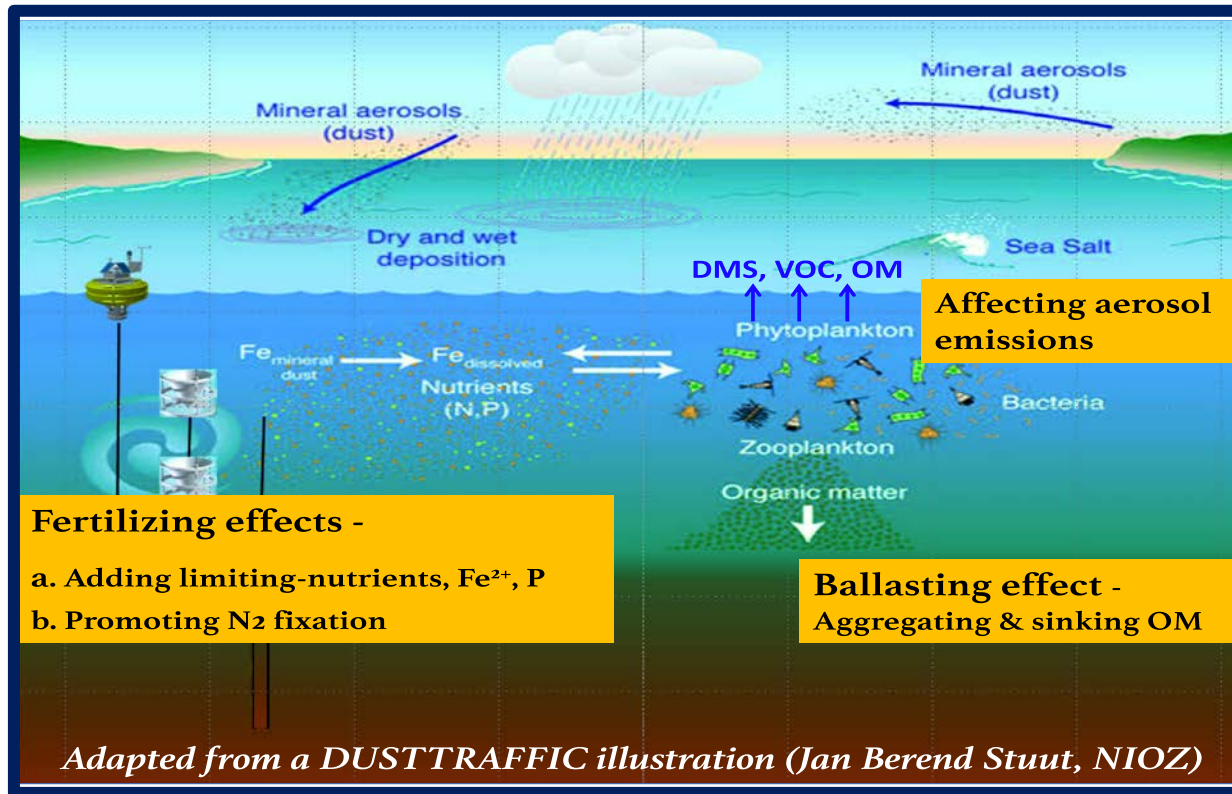 Mineral aerosols
(dust)
Mineral aerosols
(dust)
Dry and wet
deposition
Sea Salt
DMS, VOC, OM
Affecting aerosol
emissions
Phytoplankton
Fe mineral dust
Fe dissolved
Nutrients
(N,P)
Bacteria
Zooplankton
Organic matter
Fertilizing effects -
a. Adding limiting-nutrients, Fe²⁺, P
b. Promoting N2 fixation
Ballasting effect -
Aggregating & sinking OM
Adapted from a DUSTTRAFFIC illustration (Jan Berend Stuut, NIOZ)